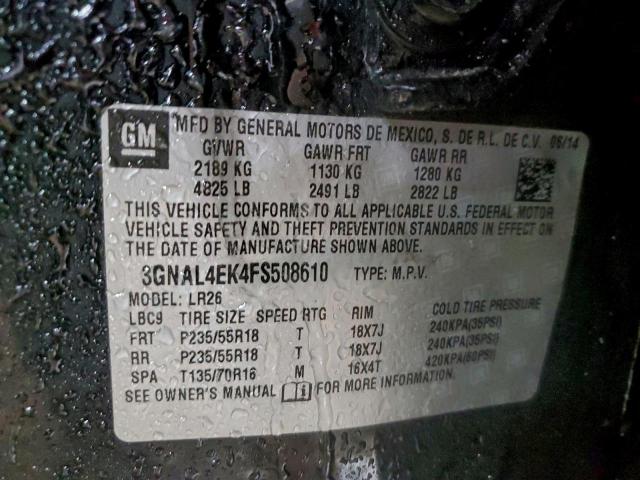 GM
MFD BY GENERAL MOTORS DE MEXICO, S. DE R.L. DE C.V. 06/14
GVWR GAWR FRT GAWR RR
2189 KG 1130 KG 1280 KG
4825 LB 2491 LB 2822 LB
THIS VEHICLE CONFORMS TO ALL APPLICABLE U.S. FEDERAL MOTOR
VEHICLE SAFETY AND THEFT PREVENTION STANDARDS IN EFFECT ON
THE DATE OF MANUFACTURE SHOWN ABOVE.
3GNAL4EK4FS508610 TYPE: M.P.V.
MODEL: LR26
LBC9 TIRE SIZE SPEED RTG RIM COLD TIRE PRESSURE
FRT P235/55R18 T 18X7J 240KPA(35PSI)
RR P235/55R18 T 18X7J 240KPA(35PSI)
SPA T135/70R16 M 16X4T 420KPA(60PSI)
SEE OWNER'S MANUAL FOR MORE INFORMATION.